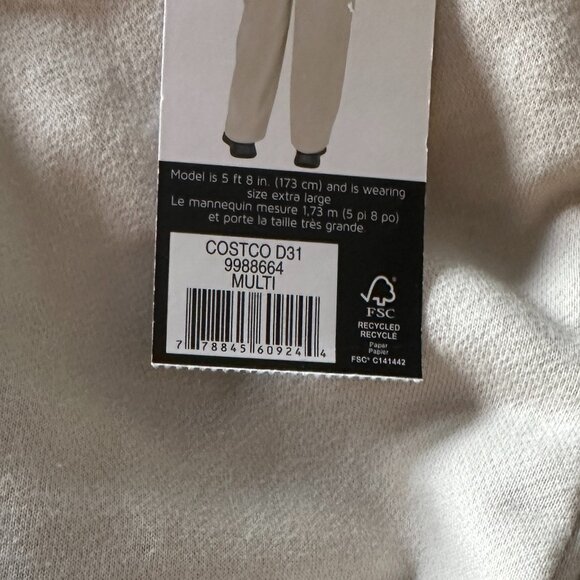 Model is 5 ft 8 in. (173 cm) and is wearing
size extra large
Le mannequin mesure 1,73 m (5 pi 8 po)
et porte la taille très grande.
COSTCO D31
9988664
MULTI
7 78845 60924 4
FSC
RECYCLED
RECYCLÉ
Paper
Papier
FSC® C141442